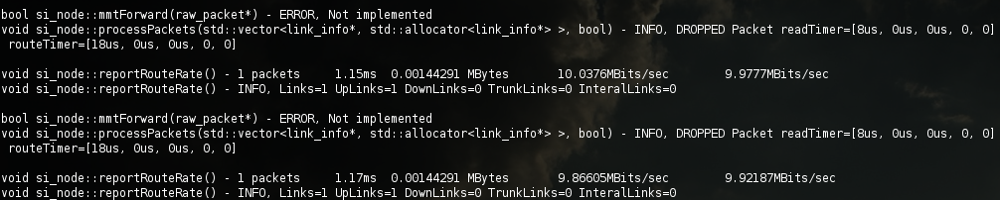 bool si_node::mmtForward(raw_packet*) - ERROR, Not implemented
void si_node::processPackets(std::vector<link_info*, std::allocator<link_info*> >, bool) - INFO, DROPPED Packet readTimer=[8us, 0us, 0us, 0, 0]
routeTimer=[18us, 0us, 0us, 0, 0]
void si_node::reportRouteRate() - 1 packets 1.15ms 0.00144291 MBytes 10.0376MBits/sec 9.9777MBits/sec
void si_node::reportRouteRate() - INFO, Links=1 UpLinks=1 DownLinks=0 TrunkLinks=0 InteralLinks=0
bool si_node::mmtForward(raw_packet*) - ERROR, Not implemented
void si_node::processPackets(std::vector<link_info*, std::allocator<link_info*> >, bool) - INFO, DROPPED Packet readTimer=[8us, 0us, 0us, 0, 0]
routeTimer=[18us, 0us, 0us, 0, 0]
void si_node::reportRouteRate() - 1 packets 1.17ms 0.00144291 MBytes 9.86605MBits/sec 9.92187MBits/sec
void si_node::reportRouteRate() - INFO, Links=1 UpLinks=1 DownLinks=0 TrunkLinks=0 InteralLinks=0